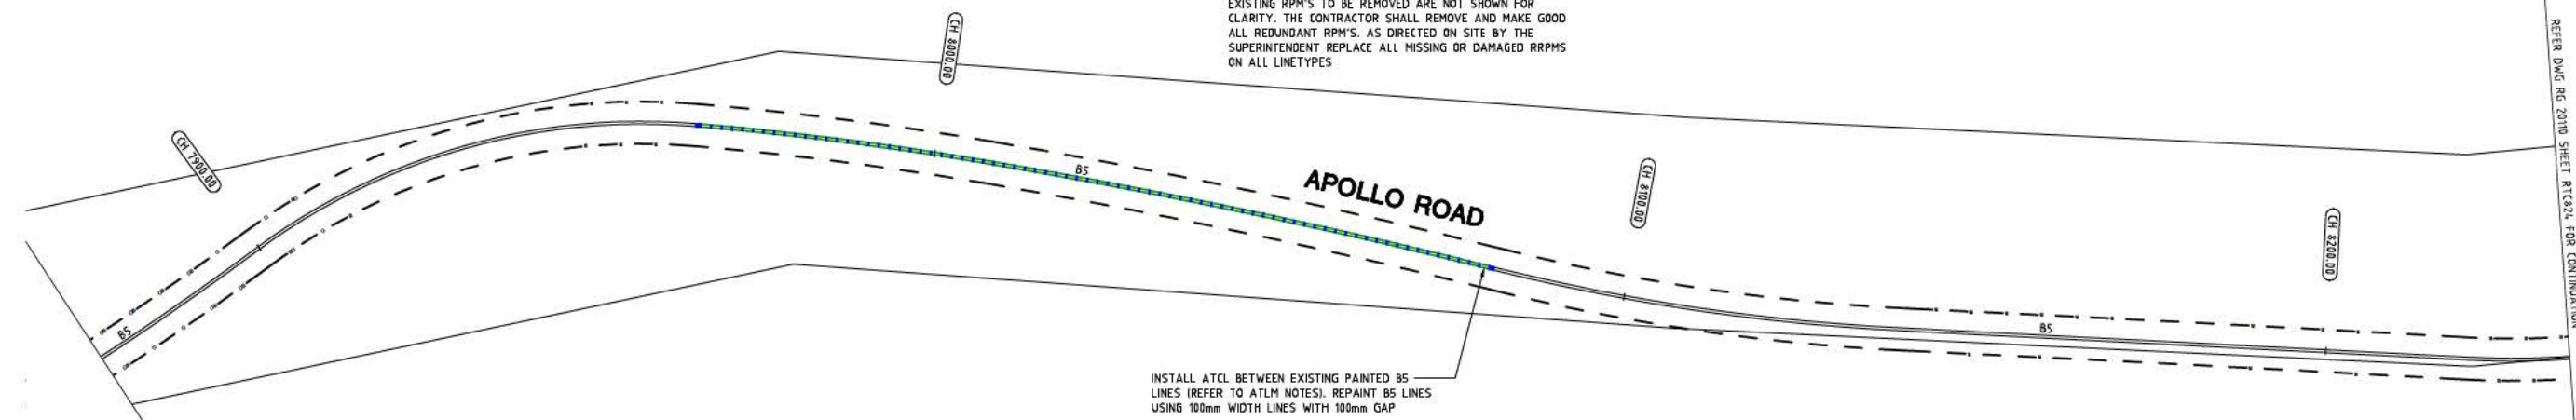 EXISTING RPM'S TO BE REMOVED ARE NOT SHOWN FOR
CLARITY. THE CONTRACTOR SHALL REMOVE AND MAKE GOOD
ALL REDUNDANT RPM'S. AS DIRECTED ON SITE BY THE
SUPERINTENDENT REPLACE ALL MISSING OR DAMAGED RRPMS
ON ALL LINETYPES
CH 7900.00
CH 8000.00
B5
APOLLO ROAD
CH 8100.00
CH 8200.00
B5
B5
INSTALL ATCL BETWEEN EXISTING PAINTED B5
LINES (REFER TO ATLM NOTES). REPAINT B5 LINES
USING 100mm WIDTH LINES WITH 100mm GAP
REFER DWG RG 20110 SHEET RTC824 FOR CONTINUATION